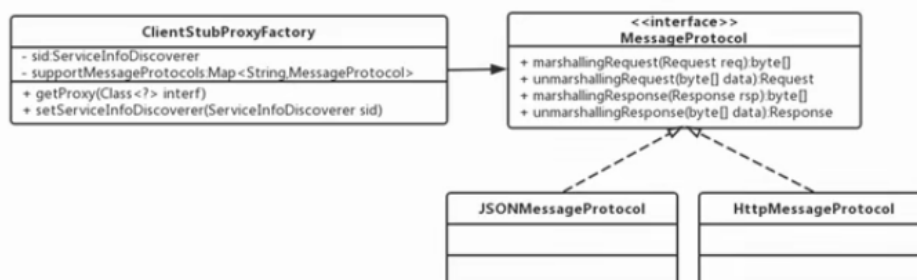 ClientStubProxyFactory
- sid:ServiceInfoDiscoverer
- supportMessageProtocols:Map<String,MessageProtocol>
+ getProxy(Class<?> interf)
+ setServiceInfoDiscoverer(ServiceInfoDiscoverer sid)
<<interface>>
MessageProtocol
+ marshallingRequest(Request req):byte[]
+ unmarshallingRequest(byte[] data):Request
+ marshallingResponse(Response rsp):byte[]
+ unmarshallingResponse(byte[] data):Response
JSONMessageProtocol
HttpMessageProtocol